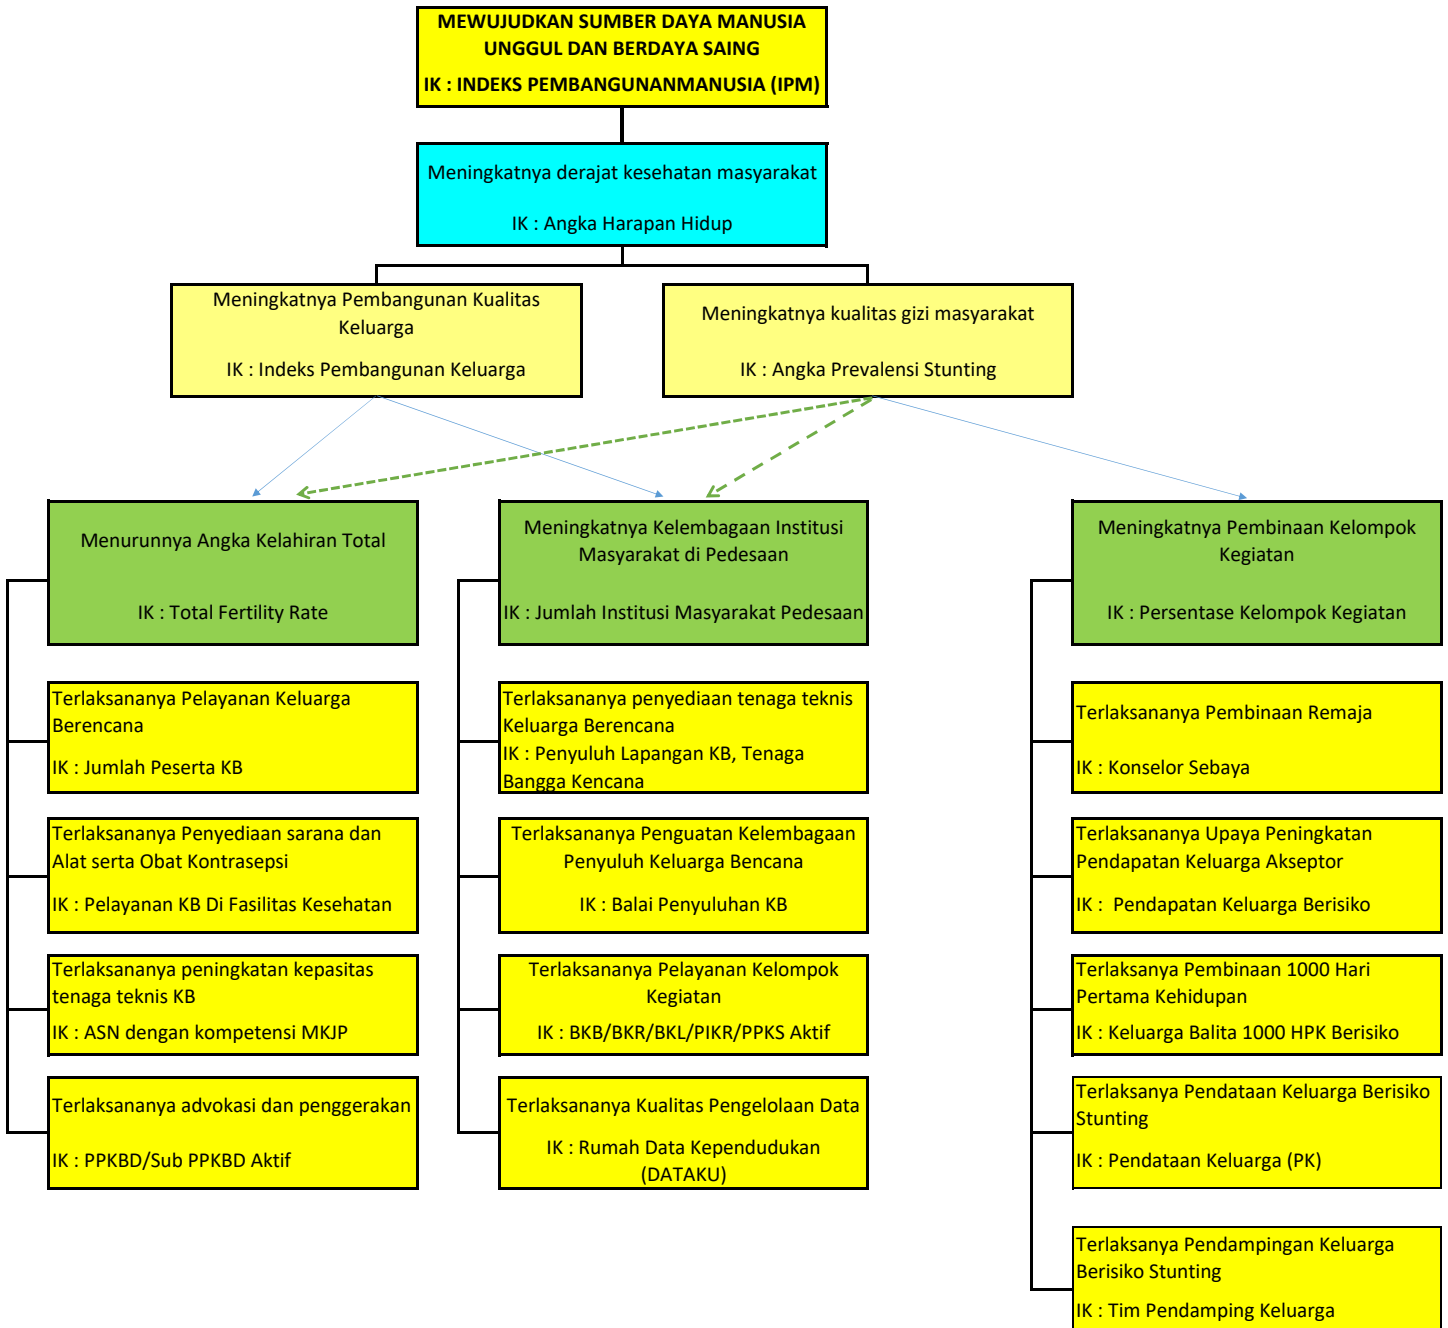 MEWUJUDKAN SUMBER DAYA MANUSIA
UNGGUL DAN BERDAYA SAING
IK : INDEKS PEMBANGUNANMANUSIA (IPM)
Meningkatnya derajat kesehatan masyarakat
IK : Angka Harapan Hidup
Meningkatnya Pembangunan Kualitas
Keluarga
IK : Indeks Pembangunan Keluarga
Meningkatnya kualitas gizi masyarakat
IK : Angka Prevalensi Stunting
Menurunnya Angka Kelahiran Total
IK : Total Fertility Rate
Meningkatnya Kelembagaan Institusi
Masyarakat di Pedesaan
IK : Jumlah Institusi Masyarakat Pedesaan
Meningkatnya Pembinaan Kelompok
Kegiatan
IK : Persentase Kelompok Kegiatan
Terlaksananya Pelayanan Keluarga
Berencana
IK : Jumlah Peserta KB
Terlaksananya penyediaan tenaga teknis
Keluarga Berencana
IK : Penyuluh Lapangan KB, Tenaga
Bangga Kencana
Terlaksananya Pembinaan Remaja
IK : Konselor Sebaya
Terlaksananya Penyediaan sarana dan
Alat serta Obat Kontrasepsi
IK : Pelayanan KB Di Fasilitas Kesehatan
Terlaksananya Penguatan Kelembagaan
Penyuluh Keluarga Bencana
IK : Balai Penyuluhan KB
Terlaksananya Upaya Peningkatan
Pendapatan Keluarga Akseptor
IK :  Pendapatan Keluarga Berisiko
Terlaksananya peningkatan kepasitas
tenaga teknis KB
IK : ASN dengan kompetensi MKJP
Terlaksananya Pelayanan Kelompok
Kegiatan
IK : BKB/BKR/BKL/PIKR/PPKS Aktif
Terlaksanya Pembinaan 1000 Hari
Pertama Kehidupan
IK : Keluarga Balita 1000 HPK Berisiko
Terlaksananya advokasi dan penggerakan
IK : PPKBD/Sub PPKBD Aktif
Terlaksananya Kualitas Pengelolaan Data
IK : Rumah Data Kependudukan
(DATAKU)
Terlaksanya Pendataan Keluarga Berisiko
Stunting
IK : Pendataan Keluarga (PK)
Terlaksanya Pendampingan Keluarga
Berisiko Stunting
IK : Tim Pendamping Keluarga